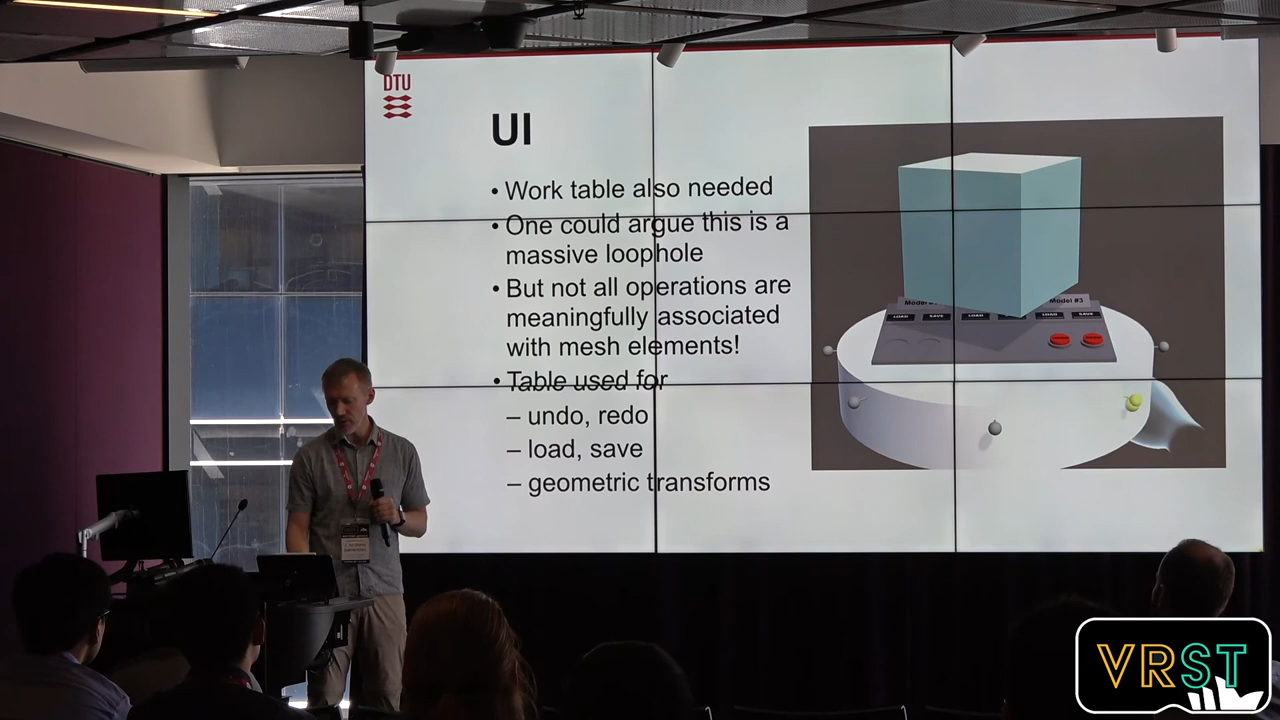 DTU
UI
• Work table also needed
• One could argue this is a
massive loophole
• But not all operations are
meaningfully associated
with mesh elements!
• Table used for
– undo, redo
– load, save
– geometric transforms
Model #3
LOAD SAVE LOAD LOAD SAVE
VRST